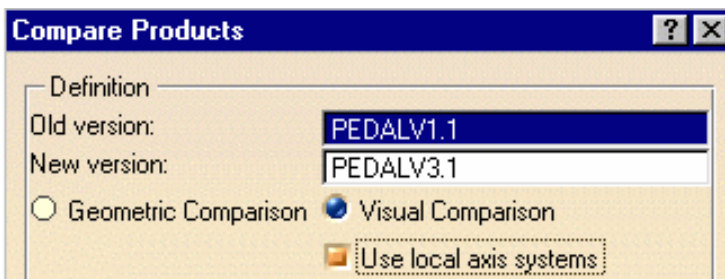 Compare Products ? X
Definition
Old version: PEDALV1.1
New version: PEDALV3.1
Geometric Comparison Visual Comparison
Use local axis systems